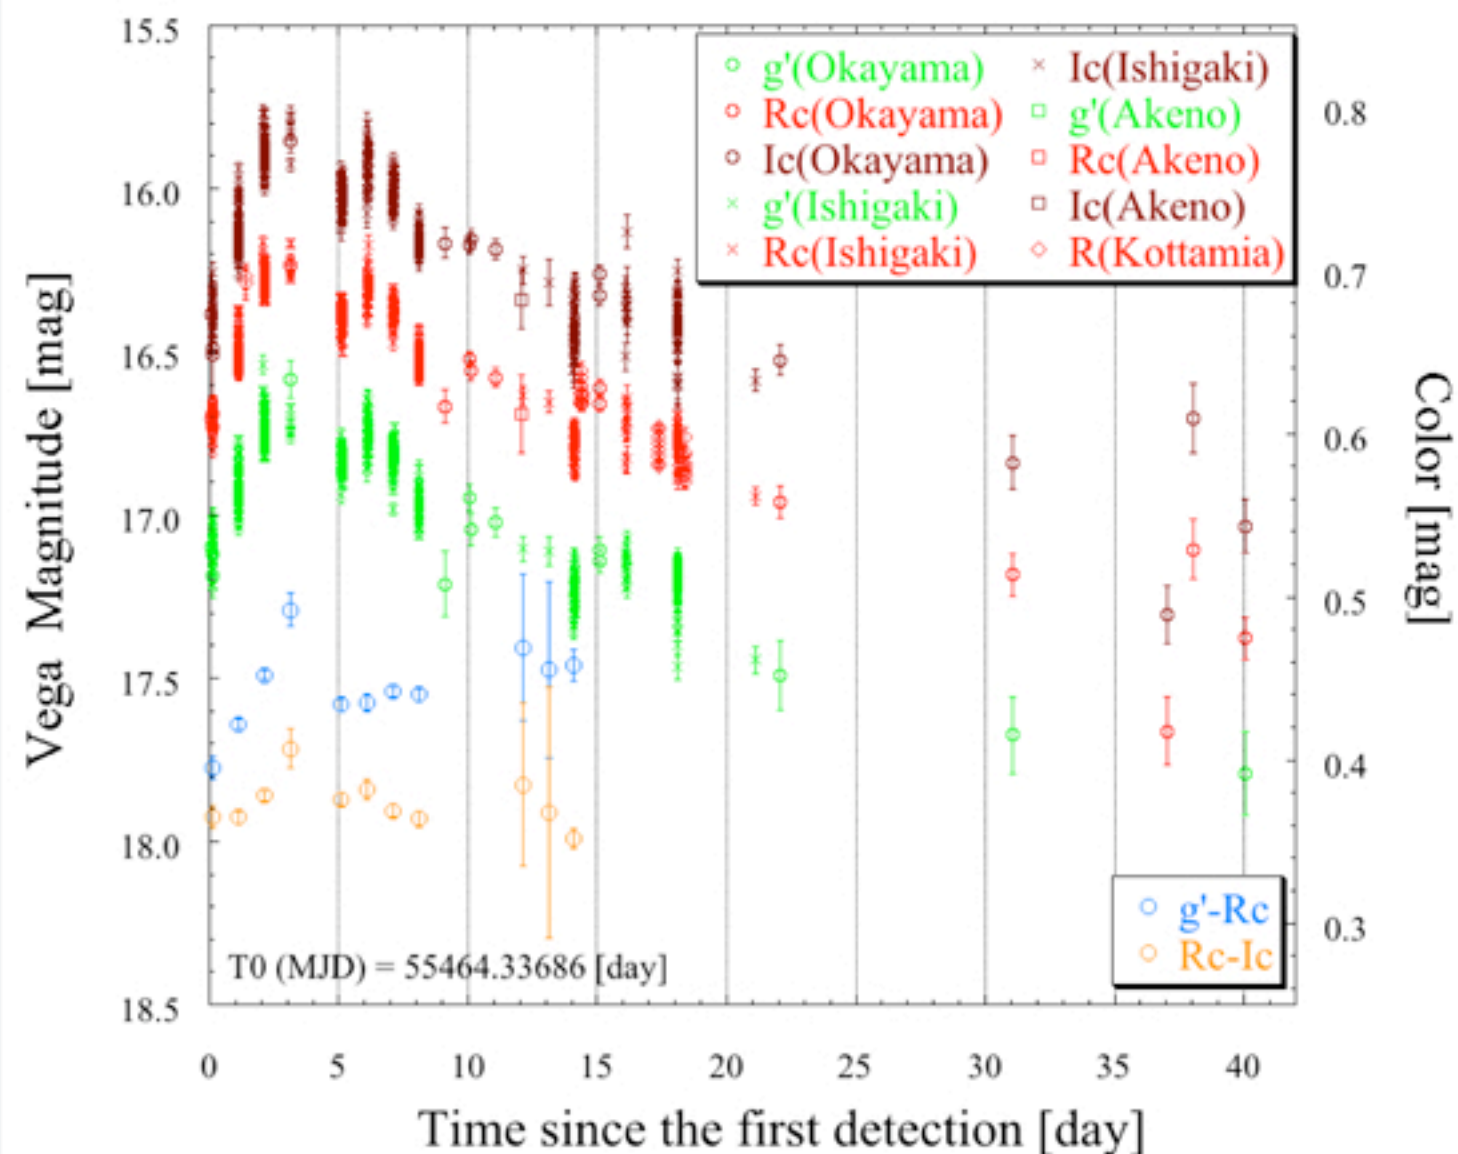 15.5
16.0
16.5
17.0
17.5
18.0
18.5
Vega Magnitude [mag]
g'(Okayama)
Rc(Okayama)
Ic(Okayama)
g'(Ishigaki)
Rc(Ishigaki)
Ic(Ishigaki)
g'(Akeno)
Rc(Akeno)
Ic(Akeno)
R(Kottamia)
0.8
0.7
0.6
0.5
0.4
0.3
Color [mag]
g'-Rc
Rc-Ic
T0 (MJD) = 55464.33686 [day]
0 5 10 15 20 25 30 35 40
Time since the first detection [day]